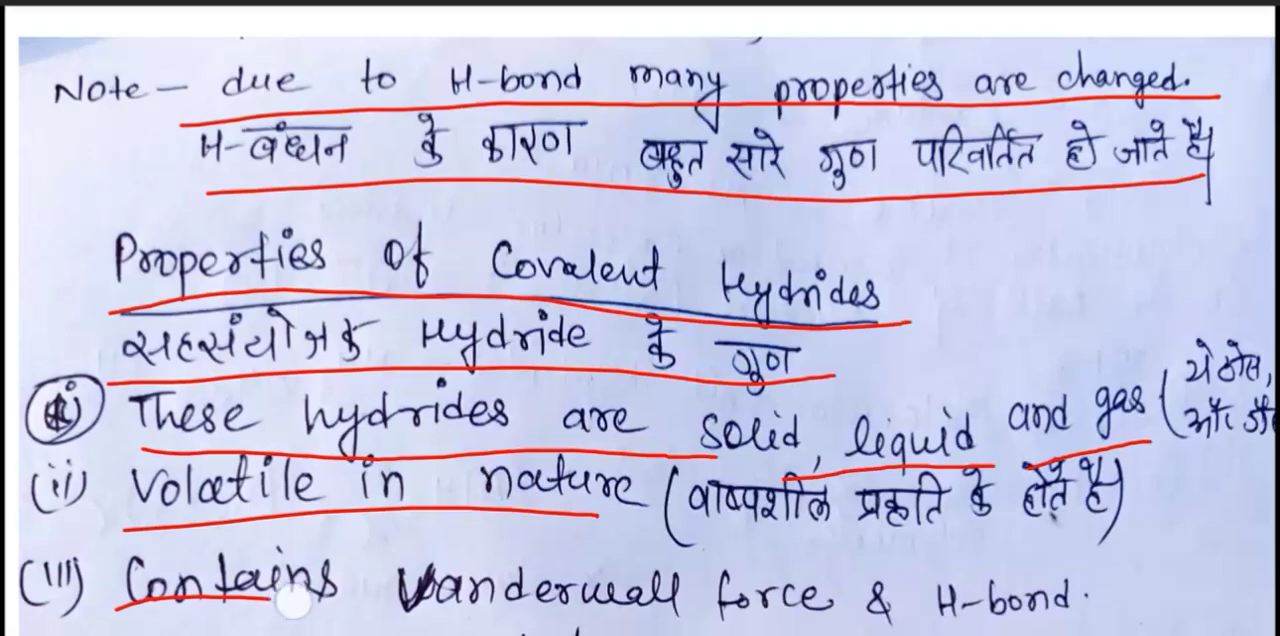 Note - due to H-bond many properties are changed.
H-बंधन के कारण बहुत सारे गुण परिवर्तित हो जाते है।
Properties of Covalent Hydrides
सहसंयोजक Hydride के गुण
(i) These hydrides are solid, liquid and gas (ये ठोस,
और
(ii) Volatile in nature (वाष्पशील प्रकृति के होते है)
(iii) Contains Vanderwall force & H-bond.